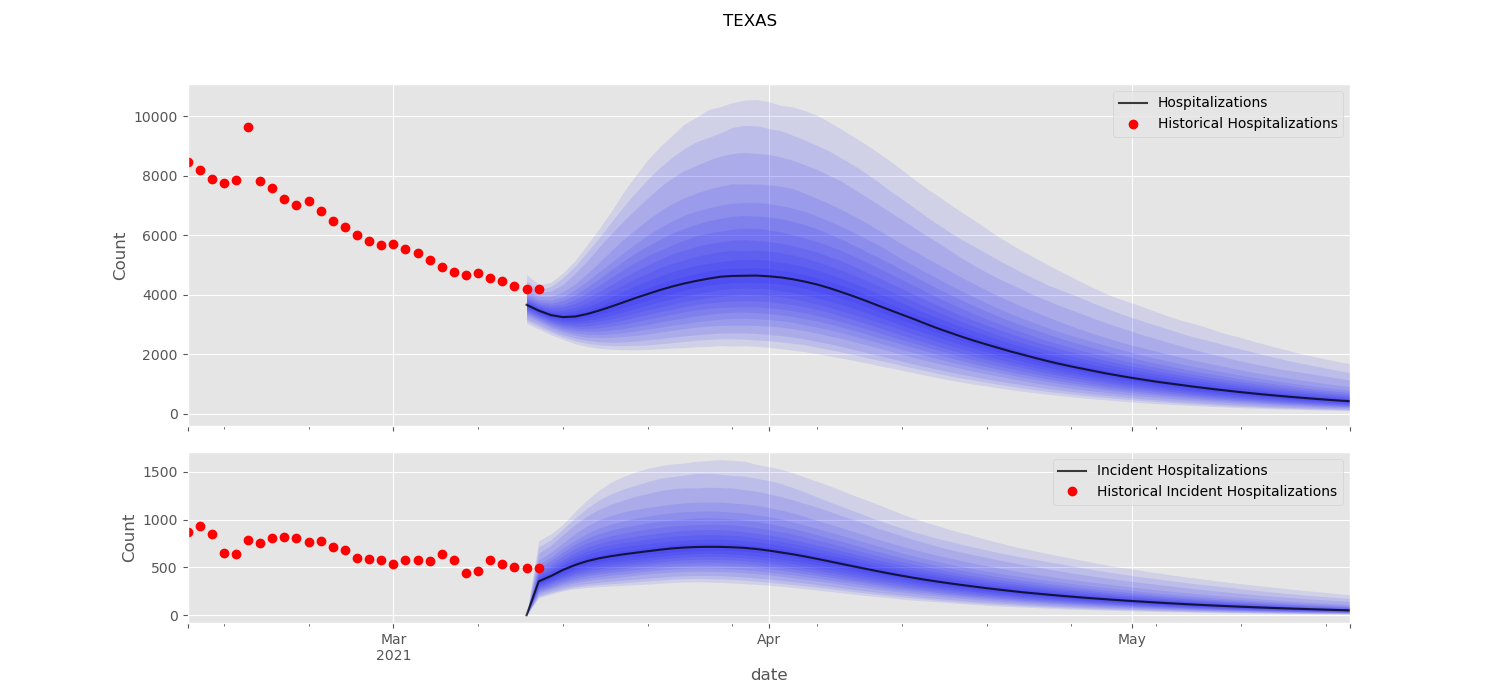 TEXAS
Count
10000
8000
6000
4000
2000
0
Hospitalizations
Historical Hospitalizations
Count
1500
1000
500
0
Incident Hospitalizations
Historical Incident Hospitalizations
Mar
2021
Apr
May
date